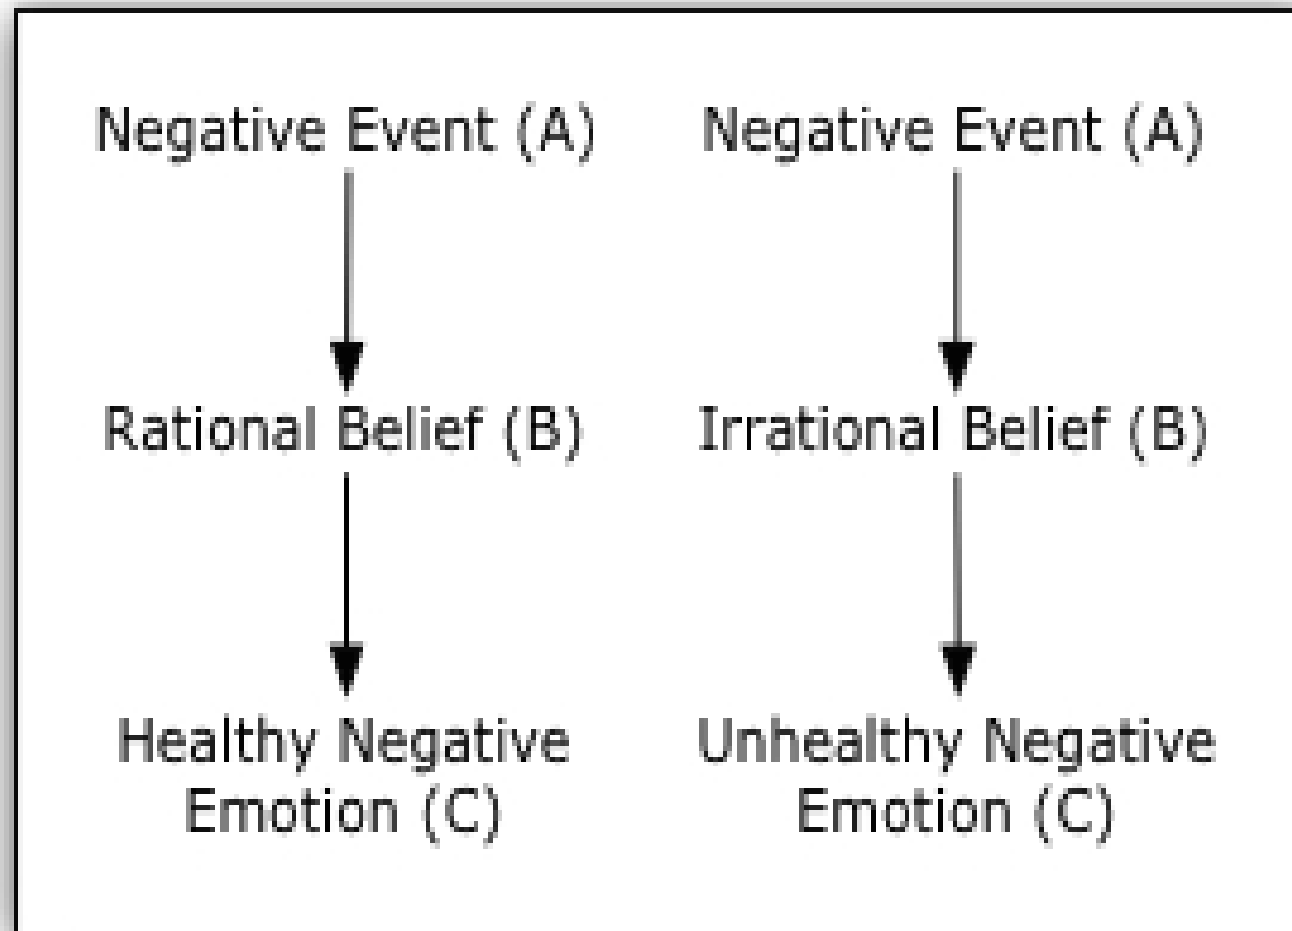 Negative Event (A)
Rational Belief (B)
Healthy Negative
Emotion (C)
Negative Event (A)
Irrational Belief (B)
Unhealthy Negative
Emotion (C)